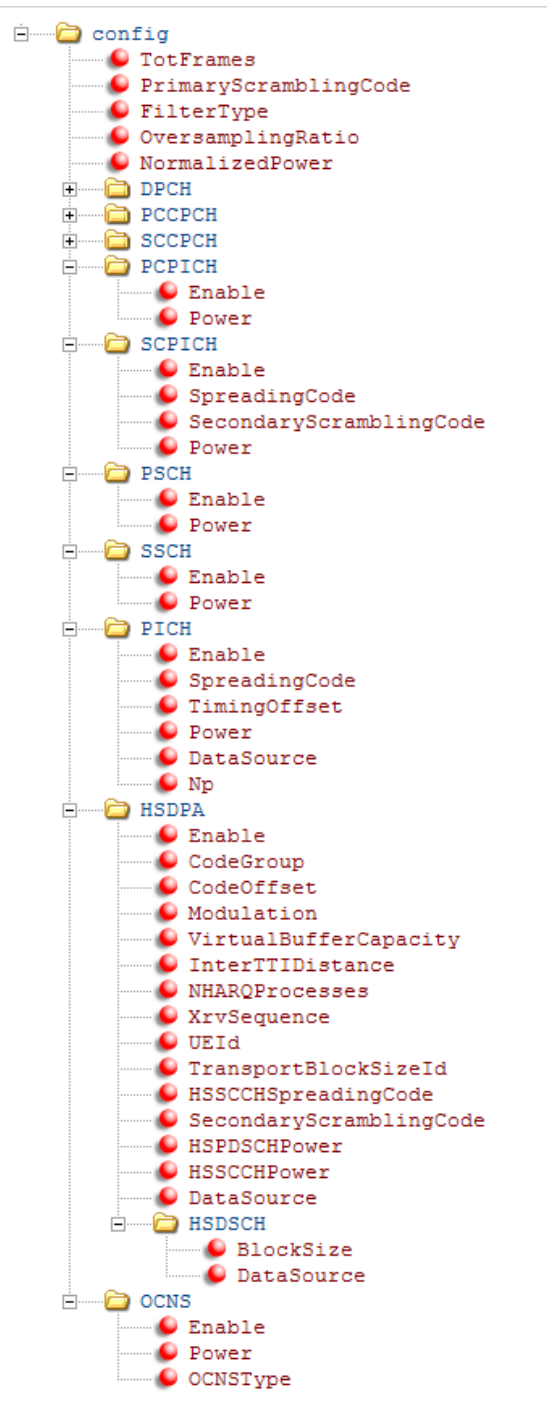 config
TotFrames
PrimaryScramblingCode
FilterType
OversamplingRatio
NormalizedPower
DPCH
PCCPCH
SCCPCH
PCPICH
Enable
Power
SCPICH
Enable
SpreadingCode
SecondaryScramblingCode
Power
PSCH
Enable
Power
SSCH
Enable
Power
PICH
Enable
SpreadingCode
TimingOffset
Power
DataSource
Np
HSDPA
Enable
CodeGroup
CodeOffset
Modulation
VirtualBufferCapacity
InterTTIDistance
NHARQProcesses
XrvSequence
UEId
TransportBlockSizeId
HSSCCHSpreadingCode
SecondaryScramblingCode
HSPDSCHPower
HSSCCHPower
DataSource
HSDSCH
BlockSize
DataSource
OCNS
Enable
Power
OCNSType